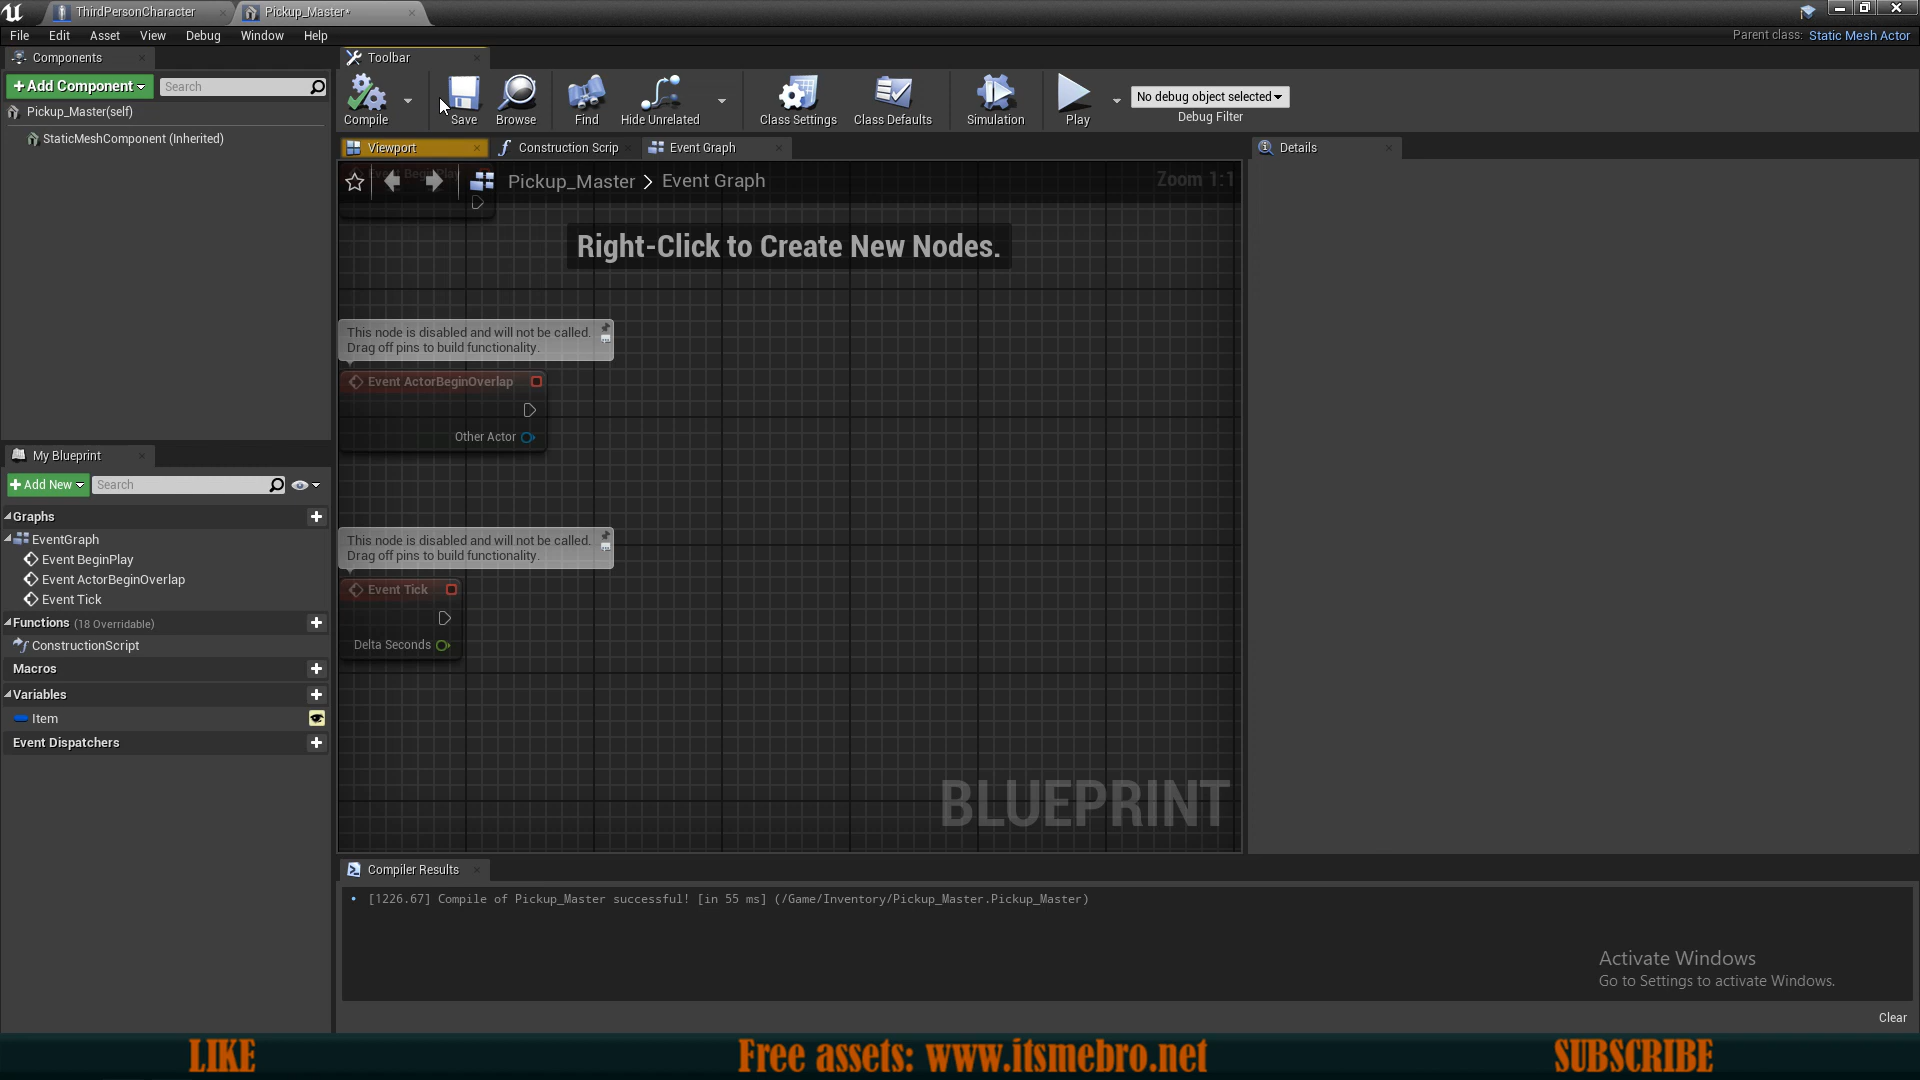 ThirdPersonCharacter
Pickup_Master*
File
Edit
Asset
View
Debug
Window
Help
Parent class: Static Mesh Actor
Components
Toolbar
Add Component
Search
Pickup_Master(self)
StaticMeshComponent (Inherited)
Compile
Save
Browse
Find
Hide Unrelated
Class Settings
Class Defaults
Simulation
Play
No debug object selected
Debug Filter
Viewport
Construction Scrip
Event Graph
Details
Event BeginPlay
Pickup_Master > Event Graph
Zoom 1:1
Right-Click to Create New Nodes.
This node is disabled and will not be called.
Drag off pins to build functionality.
Event ActorBeginOverlap
Other Actor
This node is disabled and will not be called.
Drag off pins to build functionality.
Event Tick
Delta Seconds
BLUEPRINT
My Blueprint
Add New
Search
Graphs
EventGraph
Event BeginPlay
Event ActorBeginOverlap
Event Tick
Functions (18 Overridable)
ConstructionScript
Macros
Variables
Item
Event Dispatchers
Compiler Results
[1226.67] Compile of Pickup_Master successful! [in 55 ms] (/Game/Inventory/Pickup_Master.Pickup_Master)
Activate Windows
Go to Settings to activate Windows.
Clear
LIKE
Free assets: www.itsmebro.net
SUBSCRIBE